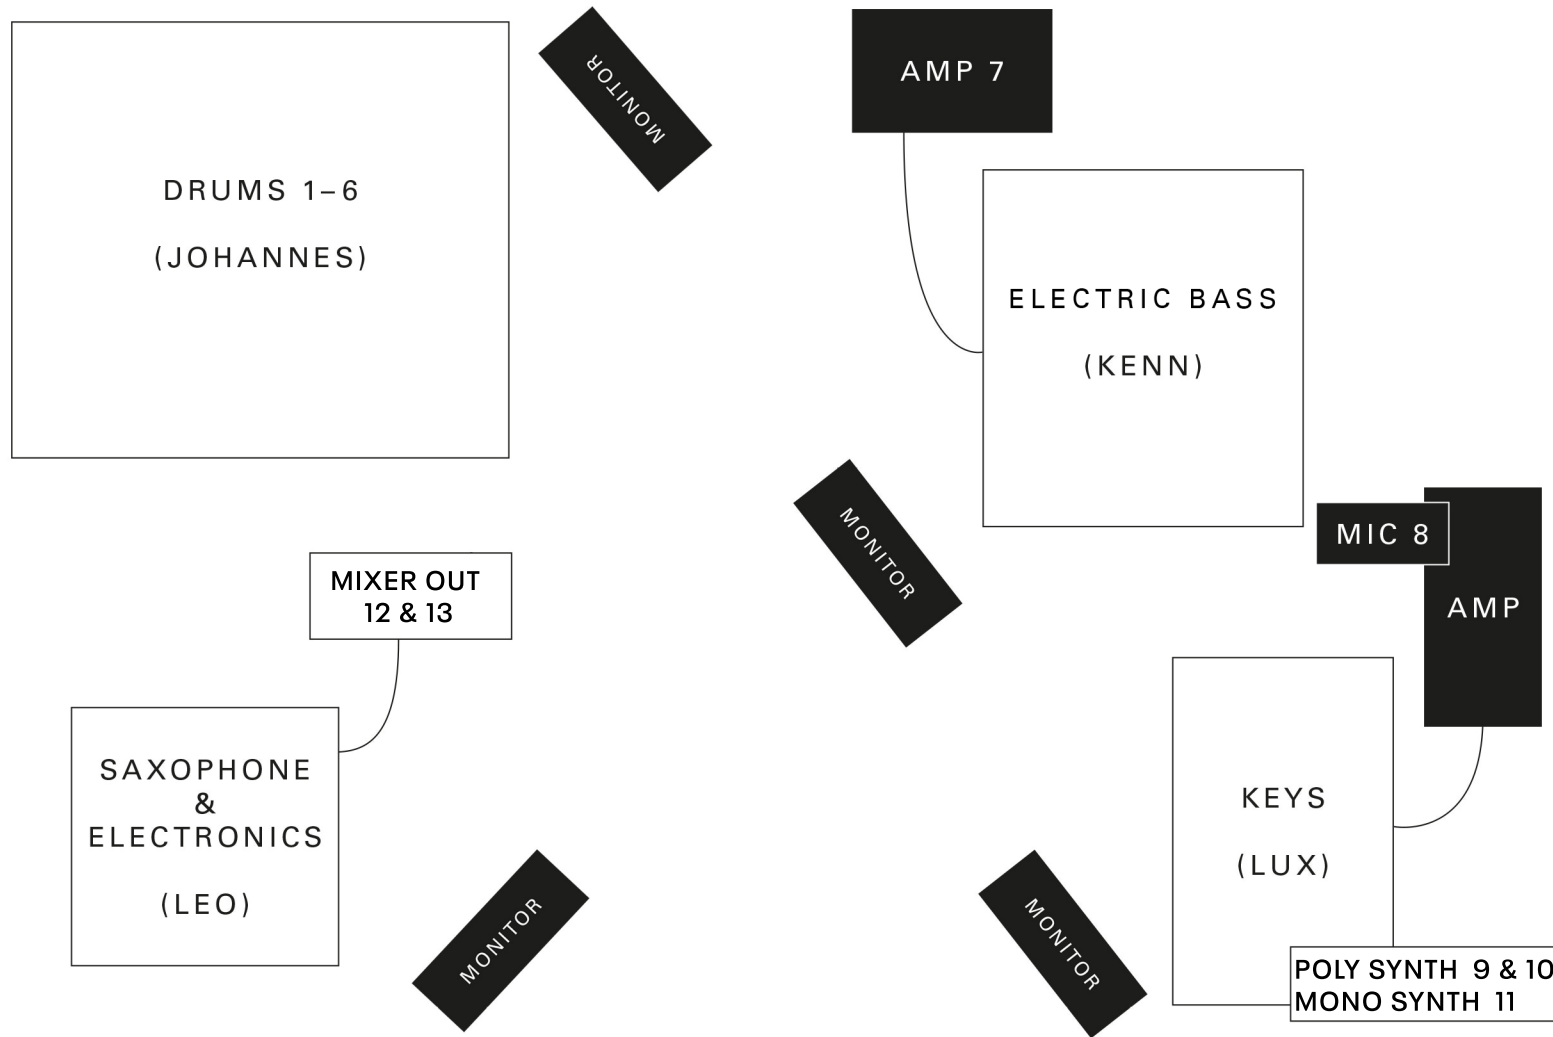 MONITOR
AMP 7
DRUMS 1–6
(JOHANNES)
ELECTRIC BASS
(KENN)
MONITOR
MIC 8
AMP
MIXER OUT
12 & 13
SAXOPHONE
&
ELECTRONICS
(LEO)
MONITOR
KEYS
(LUX)
MONITOR
POLY SYNTH 9 & 10
MONO SYNTH 11